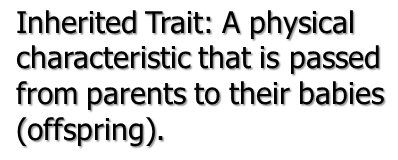 Inherited Trait: A physical
characteristic that is passed
from parents to their babies
(offspring).